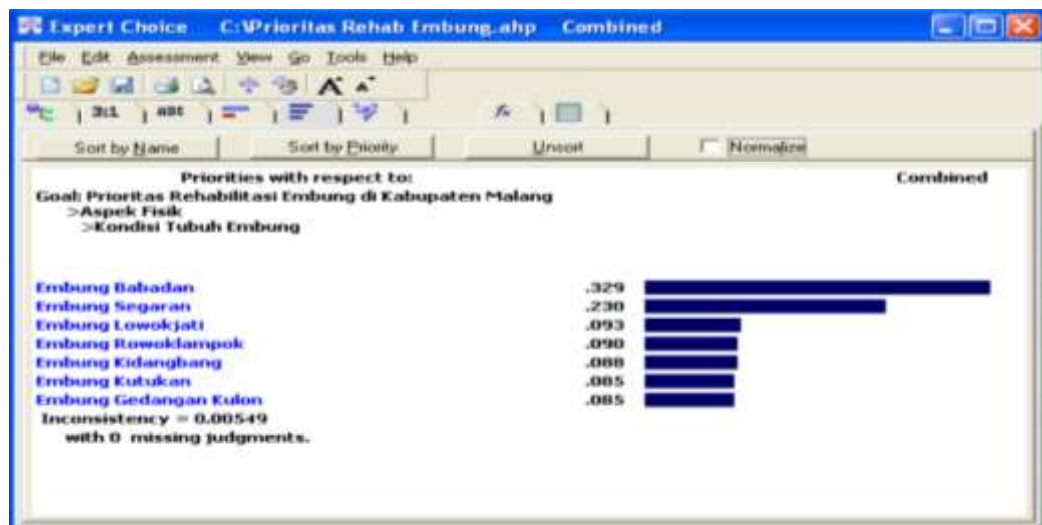 Expert Choice C:\Prioritas Rehab Embung.ahp Combined
File Edit Assessment View Go Tools Help
3:1 ABC
Sort by Name Sort by Priority Unsort Normalize
Priorities with respect to: Combined
Goal: Prioritas Rehabilitasi Embung di Kabupaten Malang
>Aspek Fisik
>Kondisi Tubuh Embung
Embung Babadan .329
Embung Segaran .230
Embung Lowokjati .093
Embung Rowoklampok .090
Embung Kidangbang .088
Embung Kutukan .085
Embung Gedangan Kulon .085
Inconsistency = 0.00549
with 0 missing judgments.